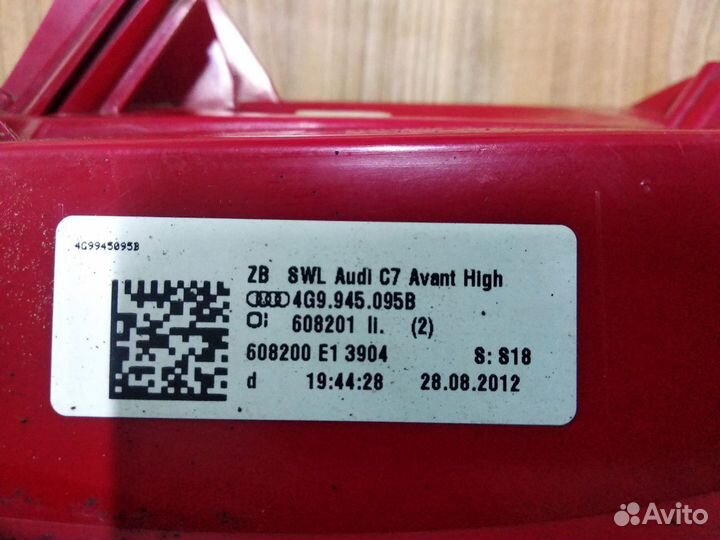 4G9945095B
ZB SWL Audi C7 Avant High
4G9.945.095B
608201 li. (2)
608200 E1 3904 S: S18
d 19:44:28 28.08.2012
Avito